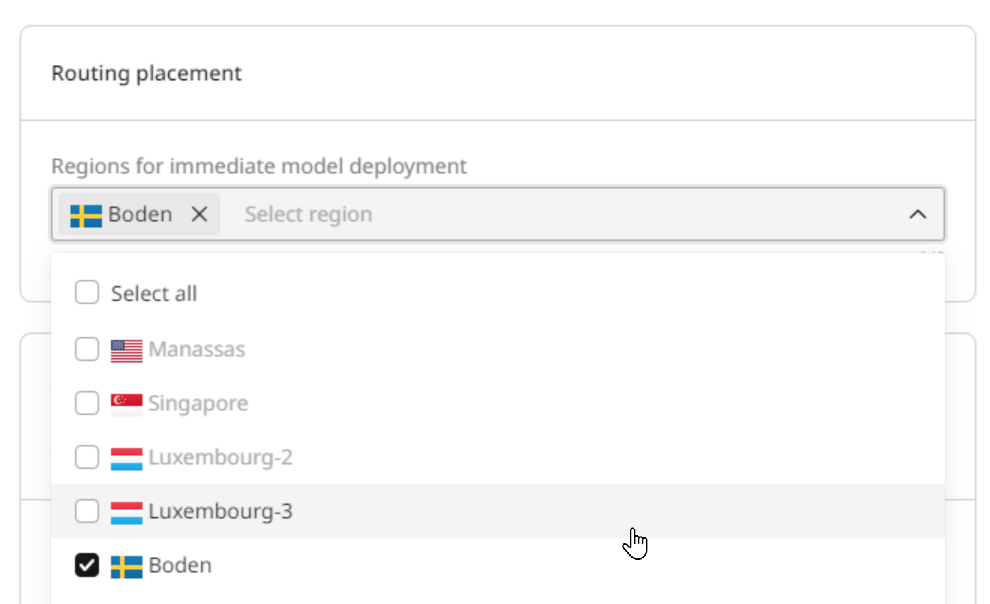 Routing placement
Regions for immediate model deployment
Boden Select region
Select all
Manassas
Singapore
Luxembourg-2
Luxembourg-3
Boden